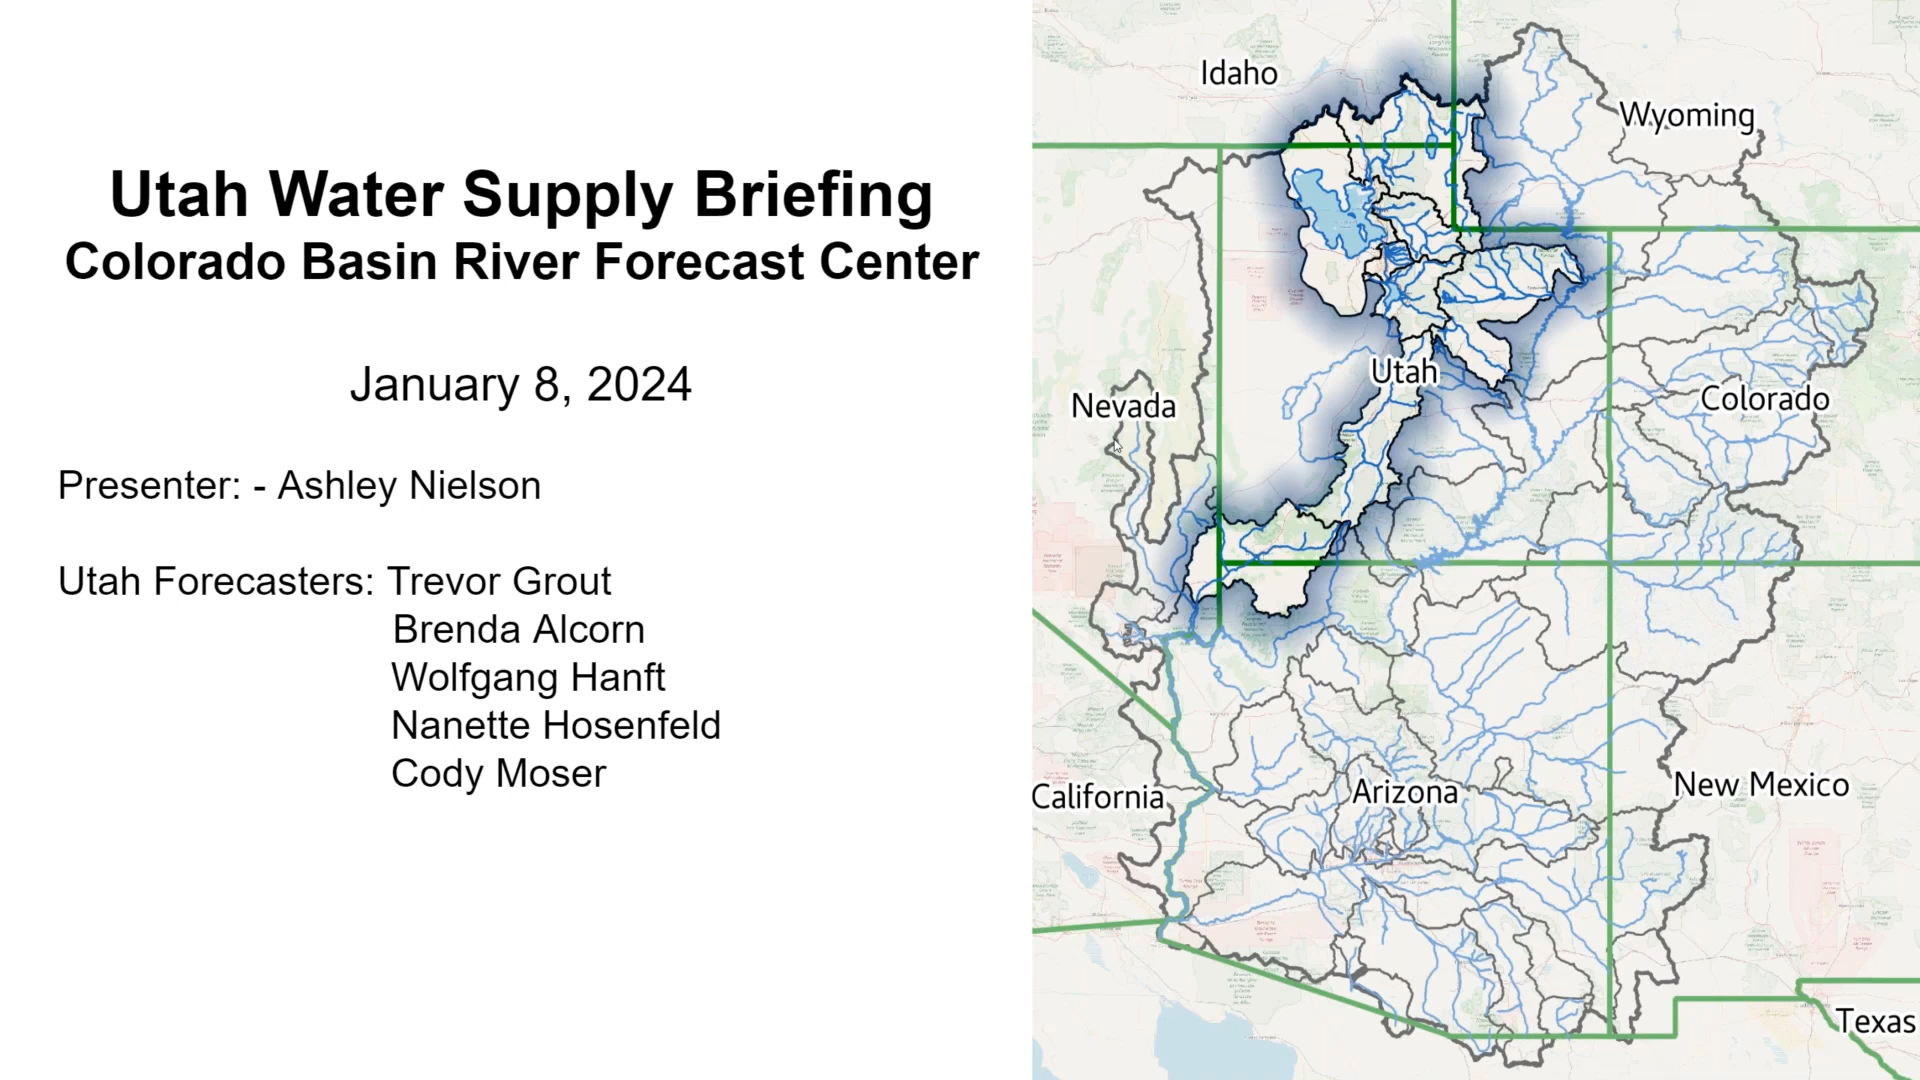 Utah Water Supply Briefing
Colorado Basin River Forecast Center
January 8, 2024
Presenter: - Ashley Nielson
Utah Forecasters: Trevor Grout
Brenda Alcorn
Wolfgang Hanft
Nanette Hosenfeld
Cody Moser
Idaho
Wyoming
Utah
Nevada
Colorado
California
Arizona
New Mexico
Texas